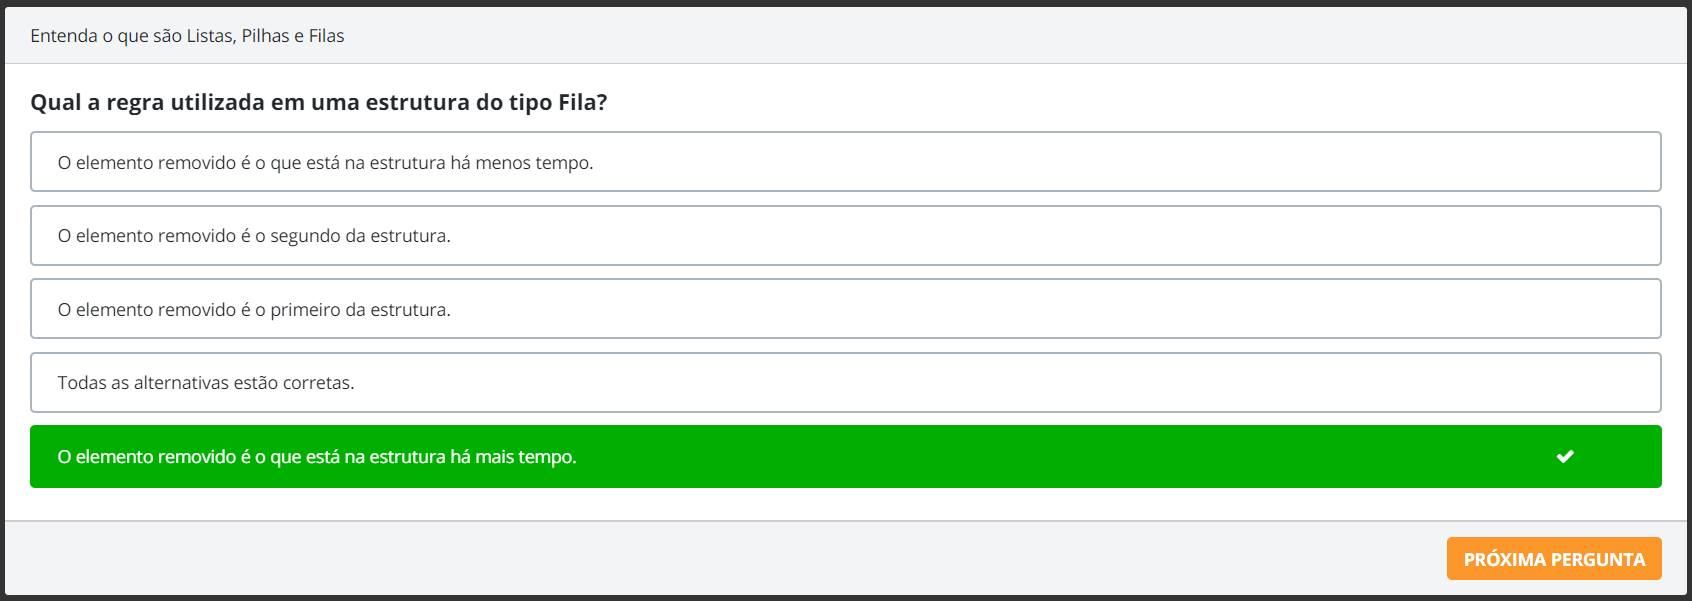 Entenda o que são Listas, Pilhas e Filas
Qual a regra utilizada em uma estrutura do tipo Fila?
O elemento removido é o que está na estrutura há menos tempo.
O elemento removido é o segundo da estrutura.
O elemento removido é o primeiro da estrutura.
Todas as alternativas estão corretas.
O elemento removido é o que está na estrutura há mais tempo.
PRÓXIMA PERGUNTA